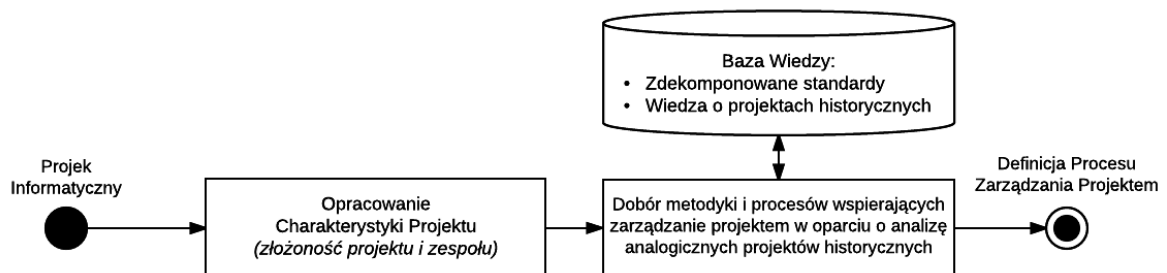 Baza Wiedzy:
• Zdekomponowane standardy
• Wiedza o projektach historycznych
Projek
Informatyczny
Opracowanie
Charakterystyki Projektu
(złożoność projektu i zespołu)
Dobór metodyki i procesów wspierających
zarządzanie projektem w oparciu o analizę
analogicznych projektów historycznych
Definicja Procesu
Zarządzania Projektem